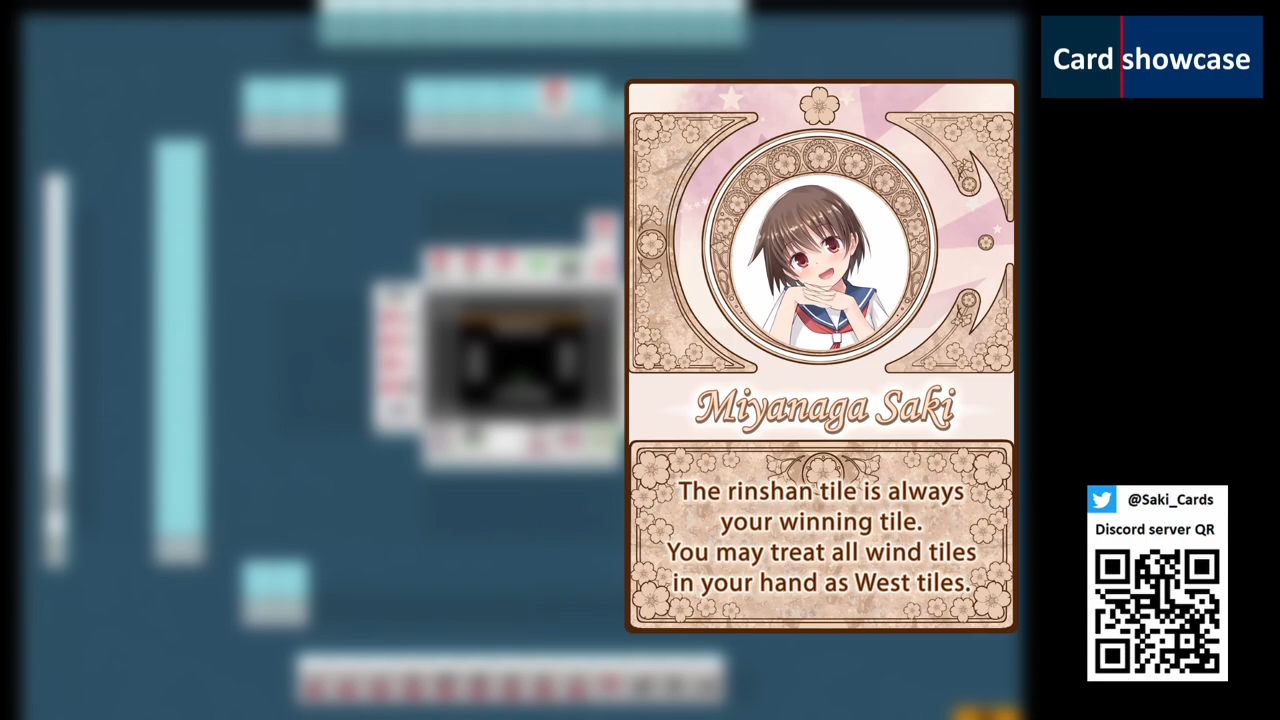 Card showcase
Miyanaga Saki
The rinshan tile is always
your winning tile.
You may treat all wind tiles
in your hand as West tiles.
@Saki_Cards
Discord server QR